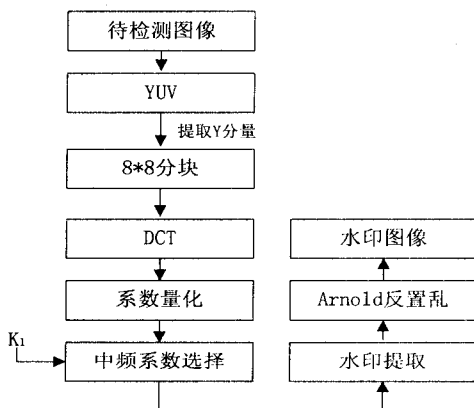 待检测图像
YUV
提取Y分量
8*8分块
DCT
系数量化
K₁
中频系数选择
水印图像
Arnold反置乱
水印提取